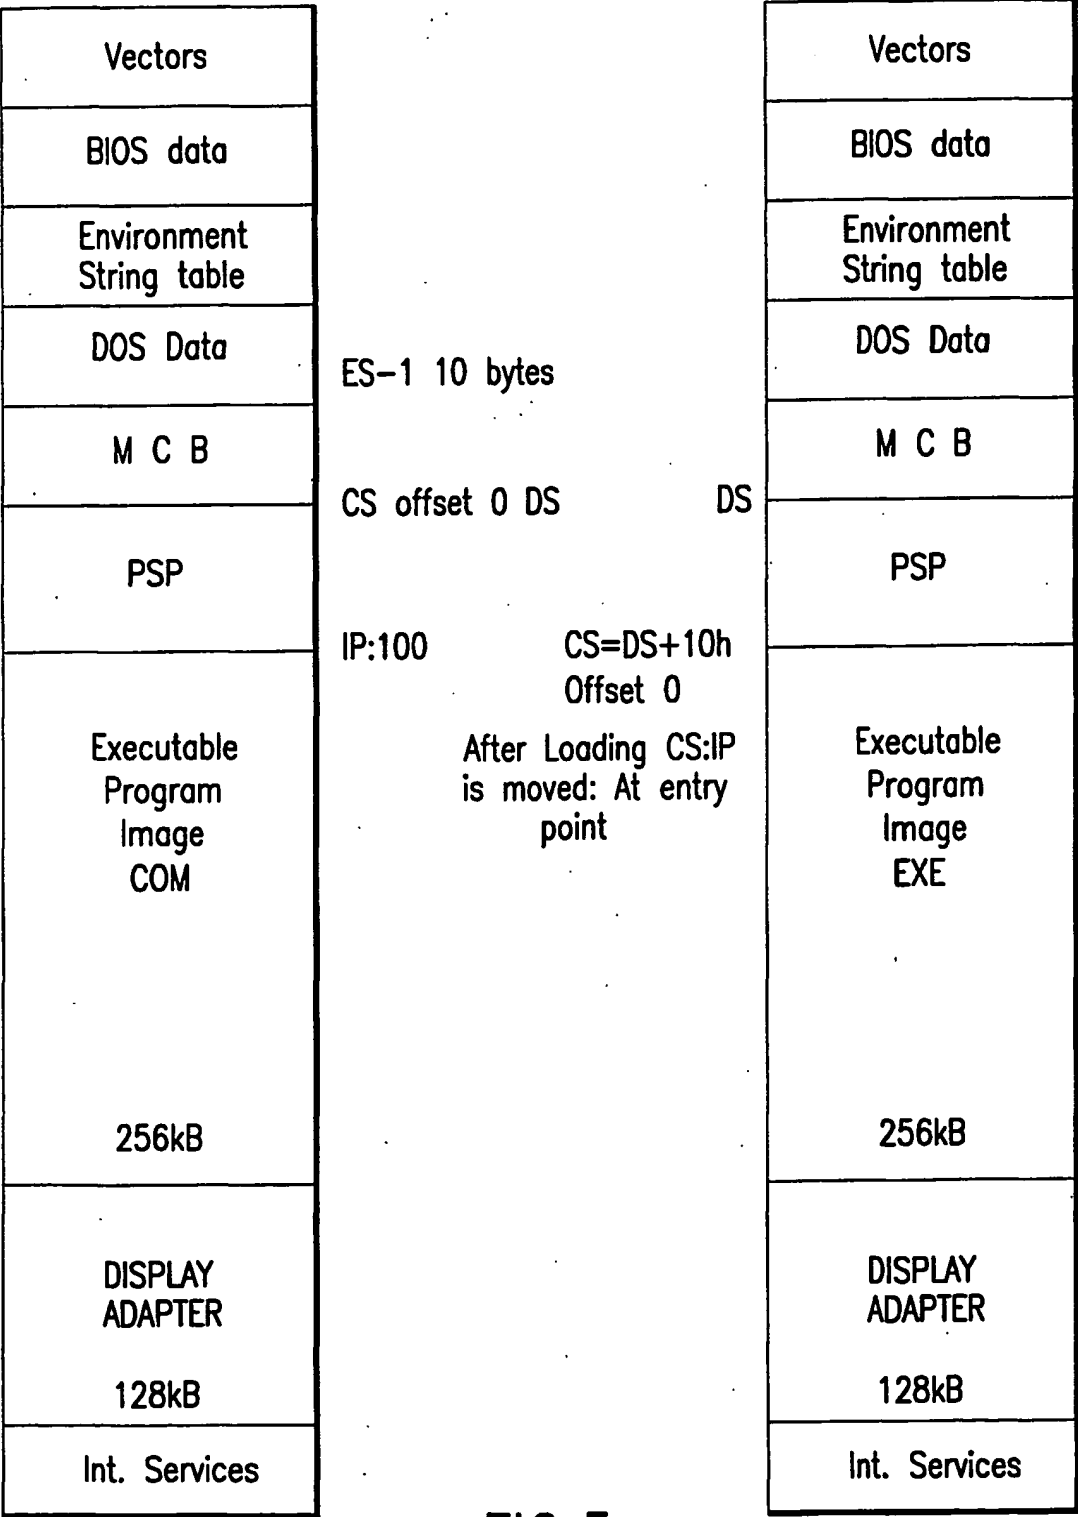 Vectors
BIOS data
Environment
String table
DOS Data
M C B
PSP
Executable
Program
Image
COM
256kB
DISPLAY
ADAPTER
128kB
Int. Services
ES-1 10 bytes
CS offset 0 DS
IP:100
DS
CS=DS+10h
Offset 0
After Loading CS:IP
is moved: At entry
point
Vectors
BIOS data
Environment
String table
DOS Data
M C B
PSP
Executable
Program
Image
EXE
256kB
DISPLAY
ADAPTER
128kB
Int. Services